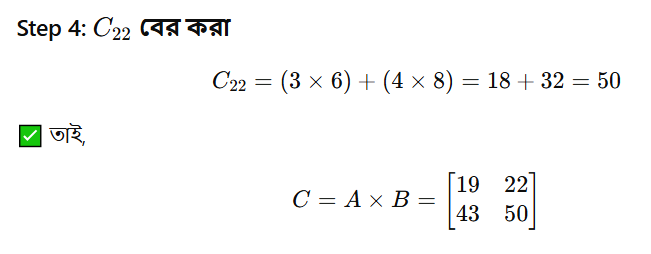 Step 4: C₂₂ বের করা
C₂₂ = (3 × 6) + (4 × 8) = 18 + 32 = 50
✅ তাই,
C = A × B = [19 22
43 50]